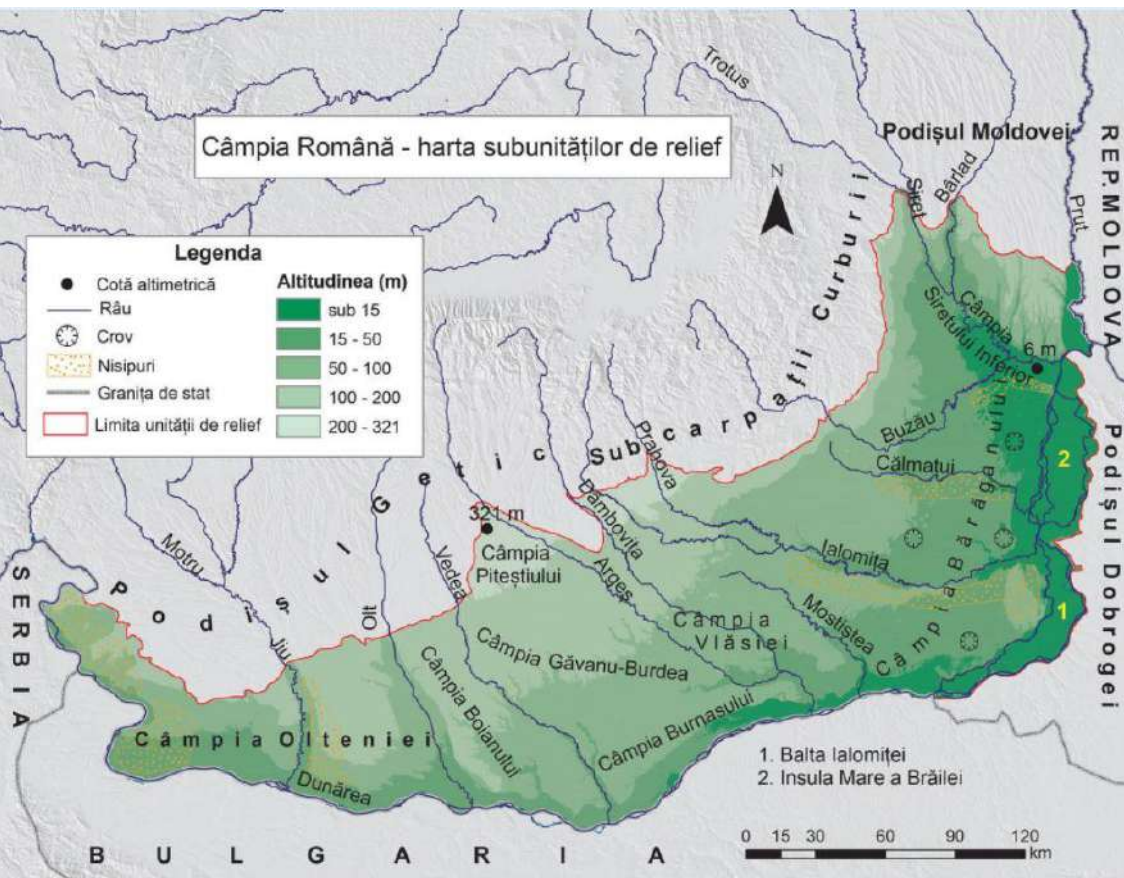 Câmpia Română - harta subunităților de relief
Legenda
Cotă altimetrică
Râu
Crov
Nisipuri
Granița de stat
Limita unității de relief
Altitudinea (m)
sub 15
15 - 50
50 - 100
100 - 200
200 - 321
N
Trotus
Podișul Moldovei
Siret
Bârlad
Prut
REP.MOLDOVA
Subcarpații Curburii
Câmpia
Siretului Inferior
6 m
Buzău
Călmațui
2
Podișul Dobrogei
Prahova
Dâmbovița
Ialomița
Câmpia Bărăganului
1
321 m
Câmpia
Piteștiului
Argeș
Mostiștea
Câmpia
Vlăsiei
Motru
Podișul Getic
Olt
Vedea
SERBIA
Jiu
Câmpia Găvanu-Burdea
Câmpia Boianului
Câmpia Burnasului
Câmpia Olteniei
Dunărea
1. Balta Ialomiței
2. Insula Mare a Brăilei
BULGARIA
0 15 30 60 90 120
km